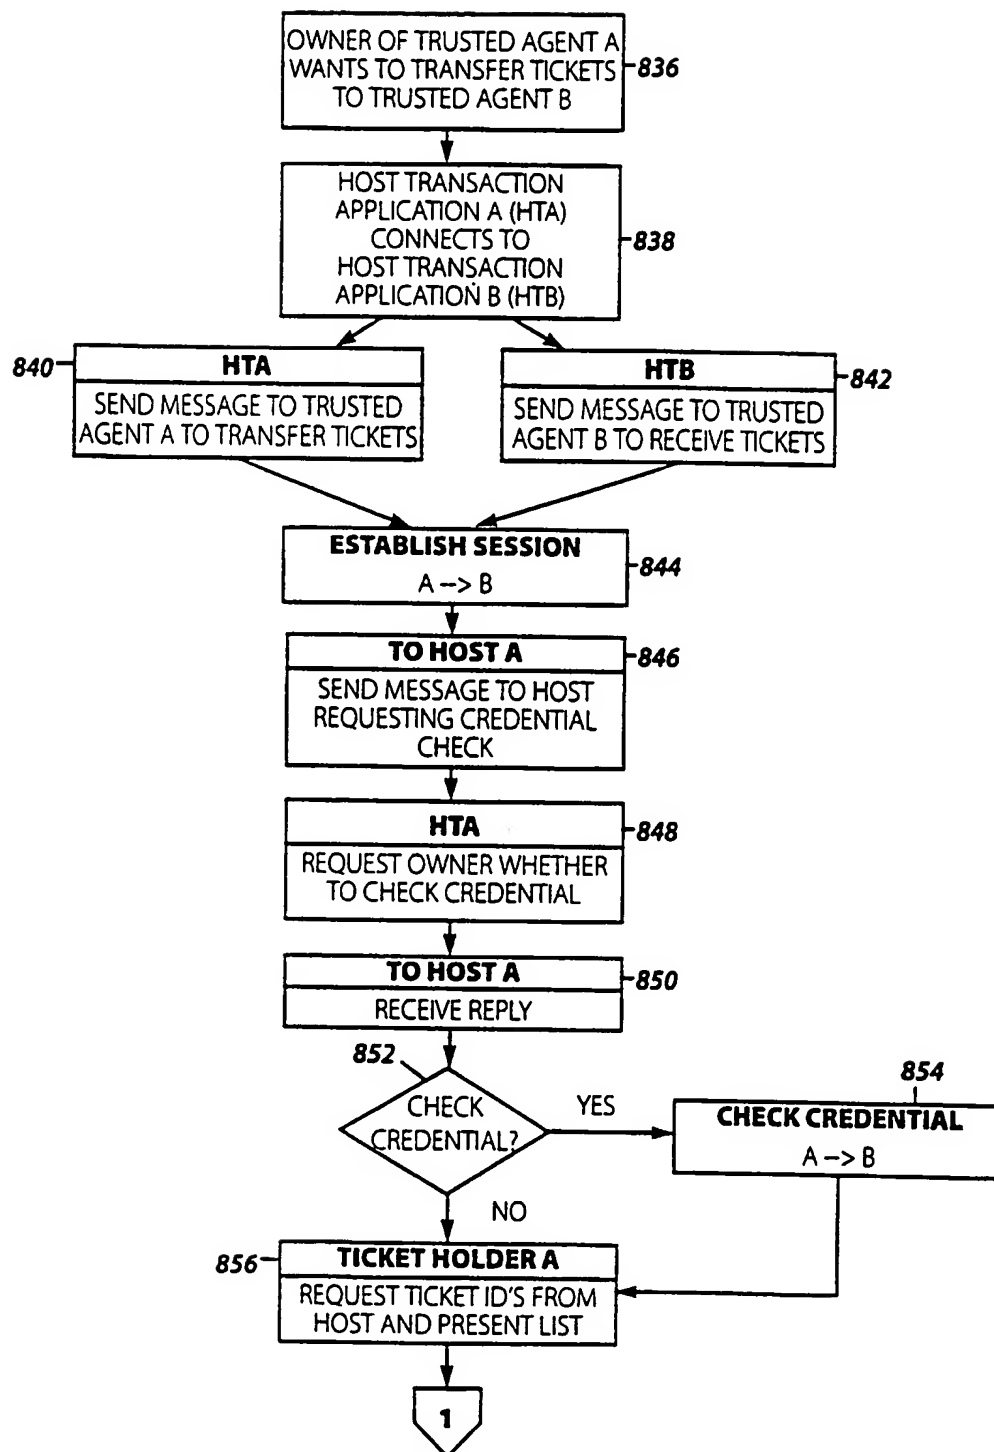 OWNER OF TRUSTED AGENT A
WANTS TO TRANSFER TICKETS
TO TRUSTED AGENT B
836
HOST TRANSACTION
APPLICATION A (HTA)
CONNECTS TO
HOST TRANSACTION
APPLICATION B (HTB)
838
840
HTA
SEND MESSAGE TO TRUSTED
AGENT A TO TRANSFER TICKETS
HTB
842
SEND MESSAGE TO TRUSTED
AGENT B TO RECEIVE TICKETS
ESTABLISH SESSION
A --> B
844
TO HOST A
846
SEND MESSAGE TO HOST
REQUESTING CREDENTIAL
CHECK
HTA
848
REQUEST OWNER WHETHER
TO CHECK CREDENTIAL
TO HOST A
850
RECEIVE REPLY
852
CHECK
CREDENTIAL?
YES
854
CHECK CREDENTIAL
A --> B
NO
856
TICKET HOLDER A
REQUEST TICKET ID'S FROM
HOST AND PRESENT LIST
1